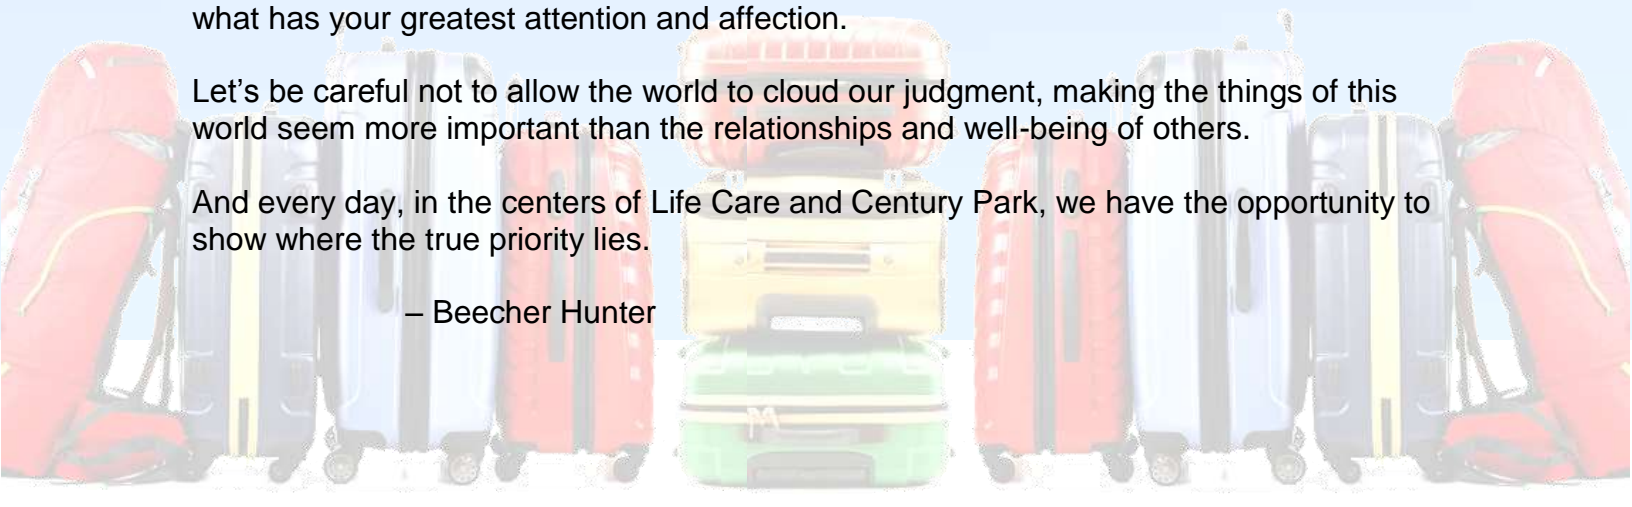 what has your greatest attention and affection.
Let’s be careful not to allow the world to cloud our judgment, making the things of this
world seem more important than the relationships and well-being of others.
And every day, in the centers of Life Care and Century Park, we have the opportunity to
show where the true priority lies.
– Beecher Hunter